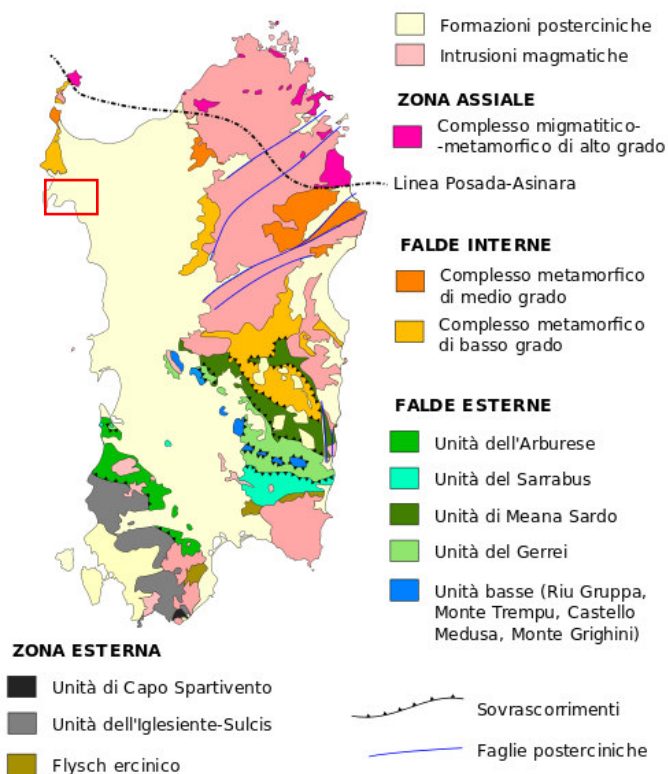 Formazioni posterciniche
Intrusioni magmatiche
ZONA ASSIALE
Complesso migmatitico-
-metamorfico di alto grado
Linea Posada-Asinara
FALDE INTERNE
Complesso metamorfico
di medio grado
Complesso metamorfico
di basso grado
FALDE ESTERNE
Unità dell'Arburese
Unità del Sarrabus
Unità di Meana Sardo
Unità del Gerrei
Unità basse (Riu Gruppa,
Monte Trempu, Castello
Medusa, Monte Grighini)
ZONA ESTERNA
Unità di Capo Spartivento
Unità dell'Iglesiente-Sulcis
Flysch ercinico
Sovrascorrimenti
Faglie posterciniche